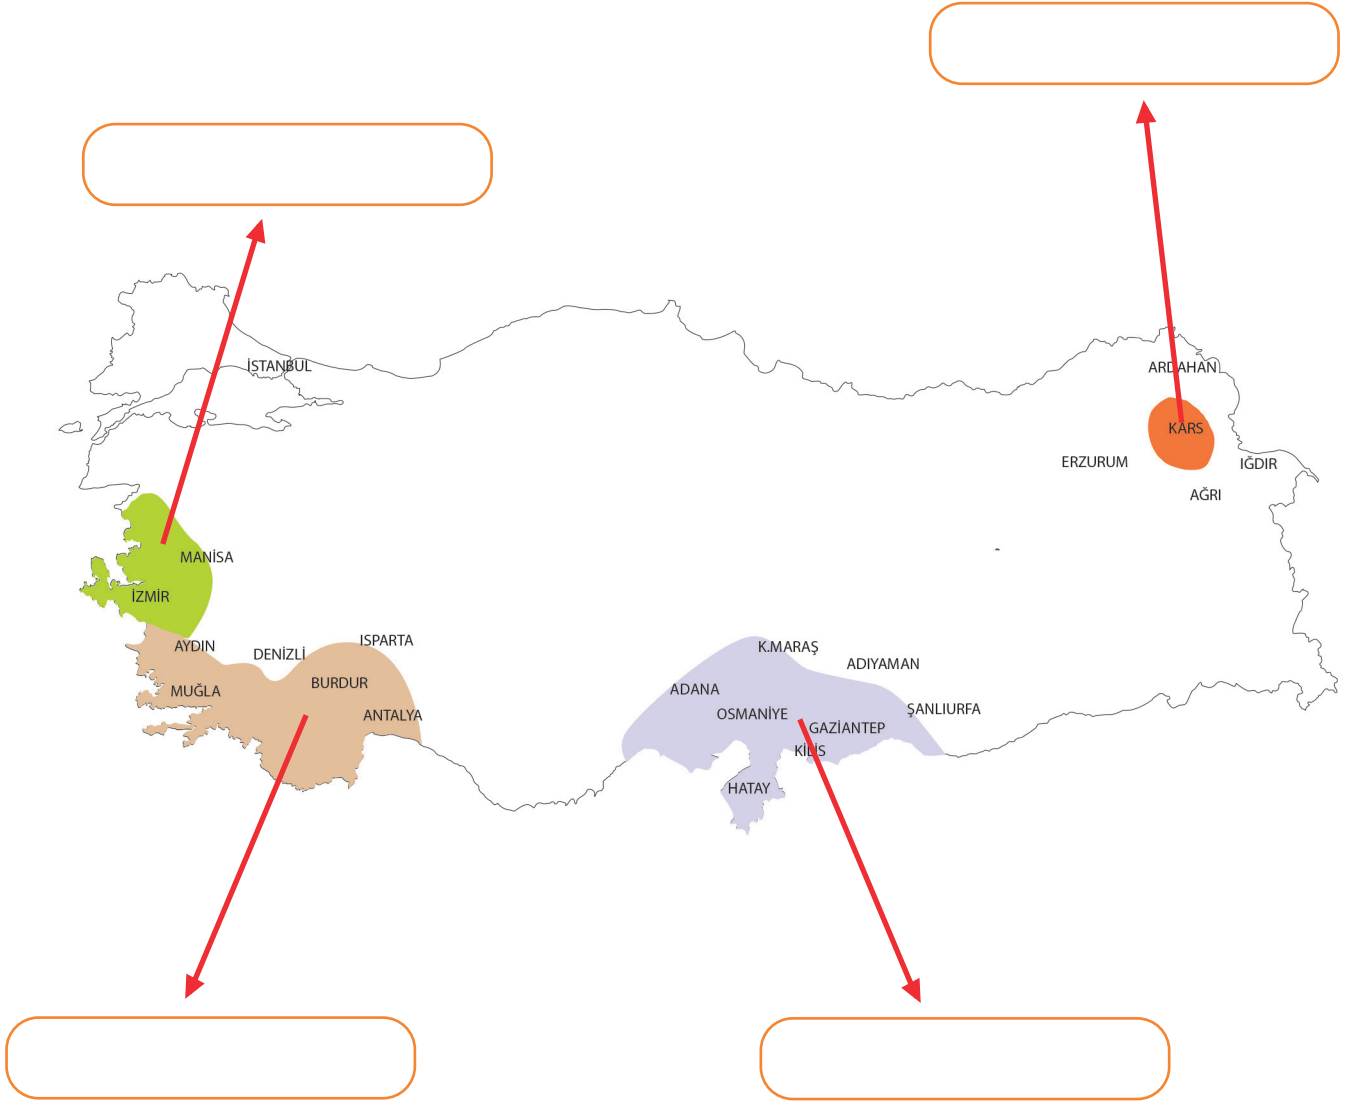 İSTANBUL
ARDAHAN
KARS
ERZURUM
IĞDIR
AĞRI
MANİSA
İZMİR
AYDIN
DENİZLİ
ISPARTA
MUĞLA
BURDUR
ANTALYA
K.MARAŞ
ADIYAMAN
ADANA
OSMANİYE
ŞANLIURFA
GAZİANTEP
KİLİS
HATAY